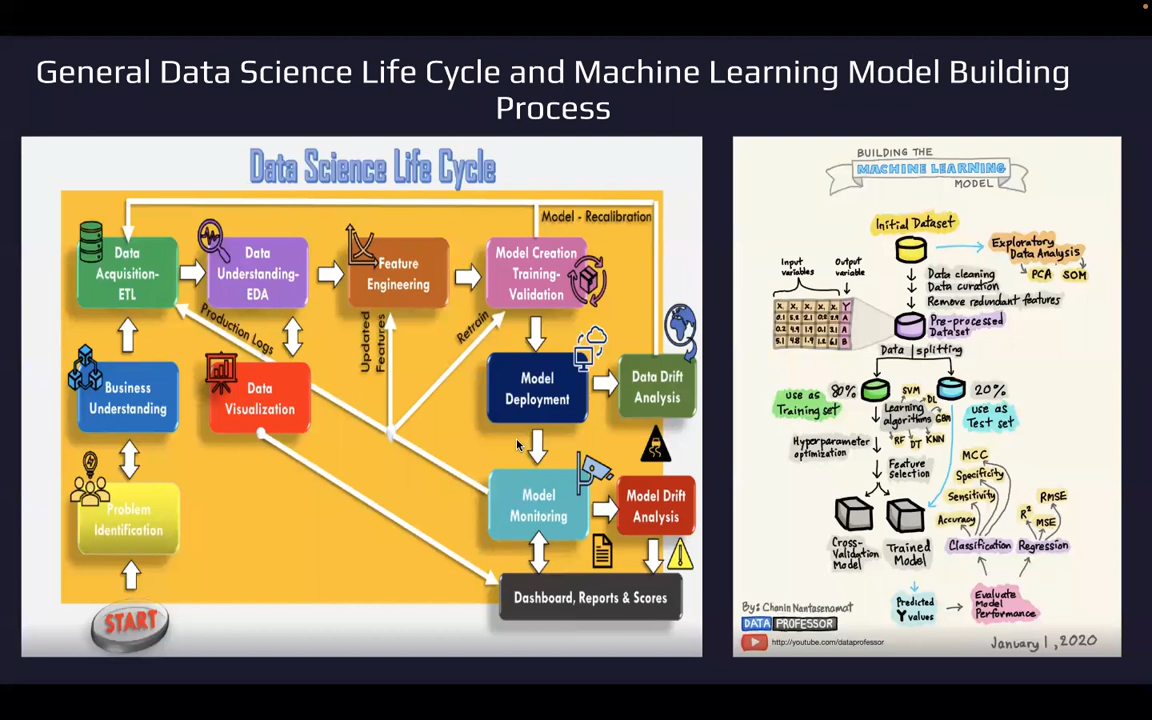 General Data Science Life Cycle and Machine Learning Model Building
Process
Data Science Life Cycle
Model - Recalibration
Data
Acquisition-
ETL
Data
Understanding-
EDA
Feature
Engineering
Model Creation
Training-
Validation
Production Logs
Updated
Features
Retrain
Business
Understanding
Data
Visualization
Model
Deployment
Data Drift
Analysis
Problem
Identification
Model
Monitoring
Model Drift
Analysis
Dashboard, Reports & Scores
START
BUILDING THE
MACHINE LEARNING
MODEL
Initial Dataset
Exploratory
Data Analysis
PCA SOM
Input
variables
Output
variable
Data cleaning
Data curation
Remove redundant features
Pre-processed
Dataset
Data splitting
80%
20%
use as
Training set
use as
Test set
SVM
DL
Learning
algorithms
GBM
RF
DT
KNN
Hyperparameter
optimization
Feature
selection
MCC
Specificity
Sensitivity
Accuracy
RMSE
R²
MSE
Cross-
Validation
Model
Trained
Model
Classification
Regression
Predicted
Y values
Evaluate
Model
Performance
By: Chanin Nantasenamat
DATA PROFESSOR
http://youtube.com/dataprofessor
January 1, 2020